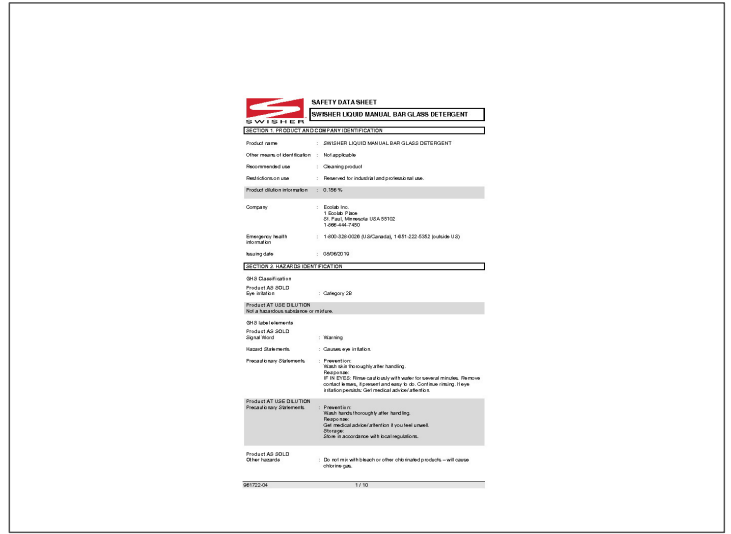 SAFETY DATA SHEET
SWISHER LIQUID MANUAL BAR GLASS DETERGENT
SWISHER
SECTION 1. PRODUCT AND COMPANY IDENTIFICATION
Product name : SWISHER LIQUID MANUAL BAR GLASS DETERGENT
Other means of identification : Not applicable
Recommended use : Cleaning product
Restrictions on use : Reserved for industrial and professional use.
Product dilution information : 0.156 %
Company : Ecolab Inc.
1 Ecolab Place
St. Paul, Minnesota USA 55102
1-866-444-7450
Emergency health : 1-800-328-0026 (US/Canada), 1-651-222-5352 (outside US)
information
Issuing date : 08/06/2019
SECTION 2. HAZARDS IDENTIFICATION
GHS Classification
Product AS SOLD
Eye irritation : Category 2B
Product AT USE DILUTION
Not a hazardous substance or mixture.
GHS label elements
Product AS SOLD
Signal Word : Warning
Hazard Statements : Causes eye irritation.
Precautionary Statements : Prevention:
Wash skin thoroughly after handling.
Response:
IF IN EYES: Rinse cautiously with water for several minutes. Remove
contact lenses, if present and easy to do. Continue rinsing. If eye
irritation persists: Get medical advice/ attention.
Product AT USE DILUTION
Precautionary Statements : Prevention:
Wash hands thoroughly after handling.
Response:
Get medical advice/ attention if you feel unwell.
Storage:
Store in accordance with local regulations.
Product AS SOLD
Other hazards : Do not mix with bleach or other chlorinated products – will cause
chlorine gas.
961722-04 1 / 10